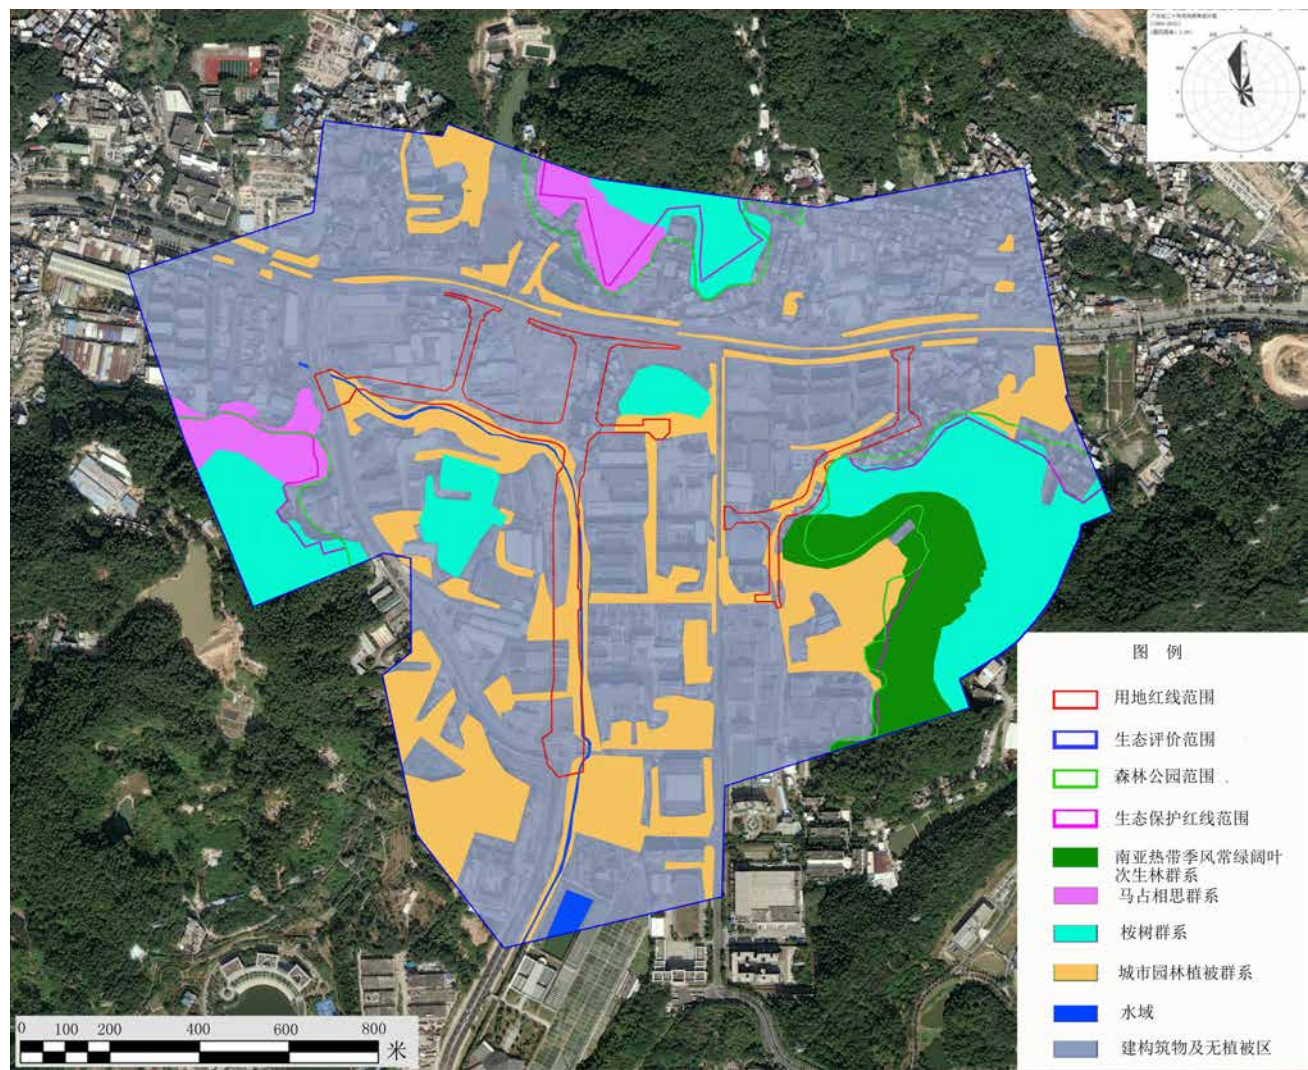 图 例
用地红线范围
生态评价范围
森林公园范围
生态保护红线范围
南亚热带季风常绿阔叶
次生林群系
马占相思群系
桉树群系
城市园林植被群系
水域
建构筑物及无植被区
0 100 200 400 600 800
米